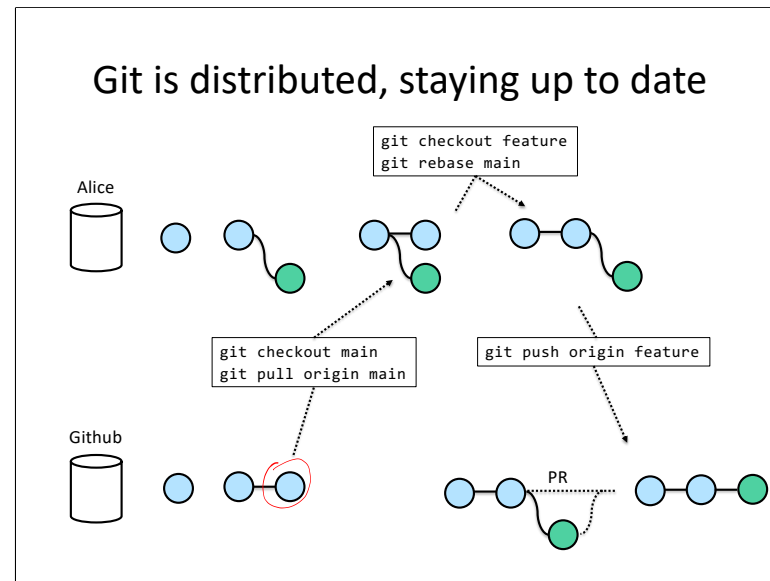 Git is distributed, staying up to date
git checkout feature
git rebase main
Alice
git checkout main
git pull origin main
git push origin feature
Github
PR